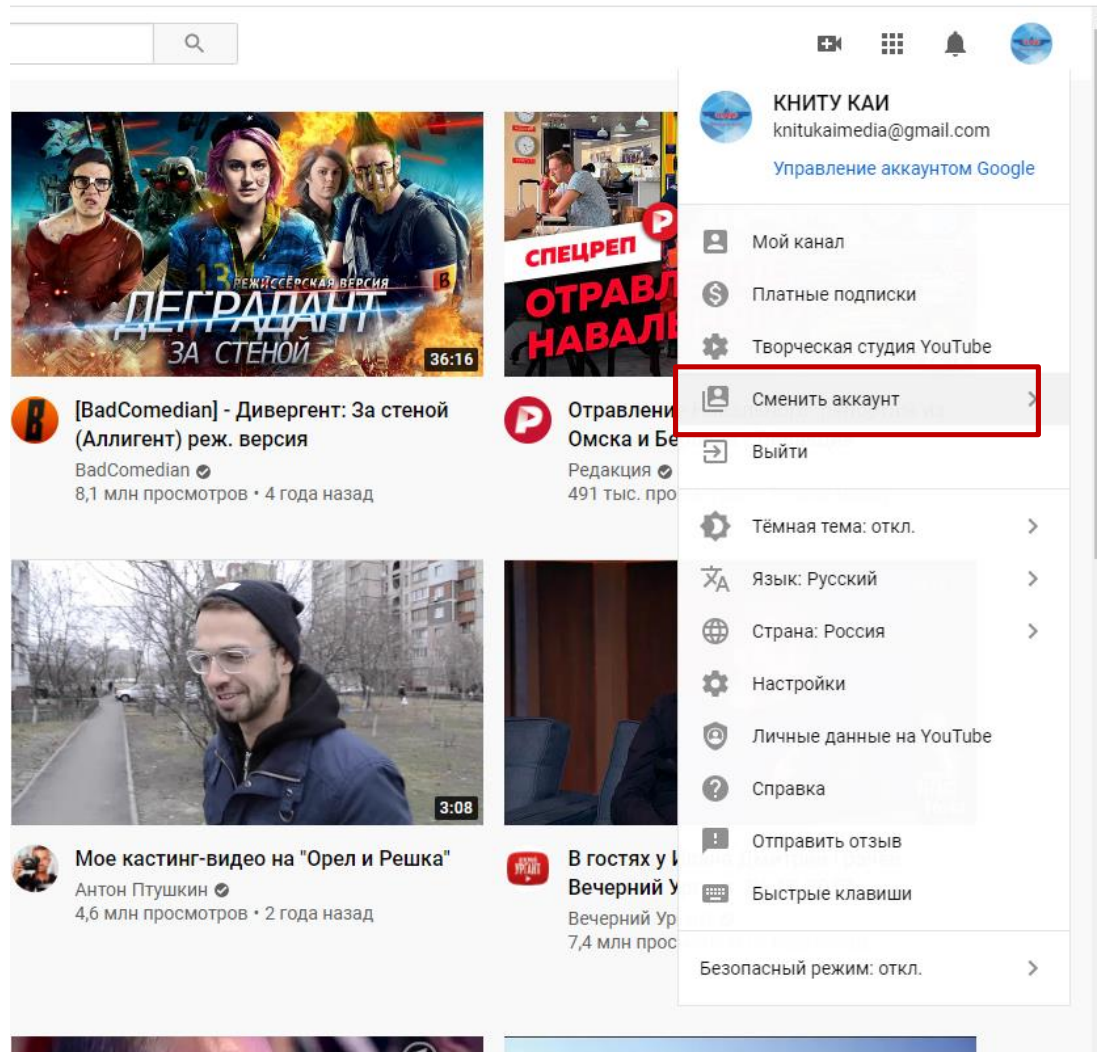 КНИТУ КАИ
knitukaimedia@gmail.com
Управление аккаунтом Google
Мой канал
Платные подписки
Творческая студия YouTube
Сменить аккаунт
Выйти
Тёмная тема: откл.
Язык: Русский
Страна: Россия
Настройки
Личные данные на YouTube
Справка
Отправить отзыв
Быстрые клавиши
Безопасный режим: откл.
13
РЕЖИССЁРСКАЯ ВЕРСИЯ
B
ДЕГРАДАНТ
ЗА СТЕНОЙ
36:16
[BadComedian] - Дивергент: За стеной
(Аллигент) реж. версия
BadComedian
8,1 млн просмотров • 4 года назад
СПЕЦРЕП
ОТРАВЛ
НАВАЛЬ
Отравлени
Омска и Бе
Редакция
491 тыс. про
3:08
Мое кастинг-видео на "Орел и Решка"
Антон Птушкин
4,6 млн просмотров • 2 года назад
УРГАНТ
В гостях у И
Вечерний У
Вечерний Ур
7,4 млн прос